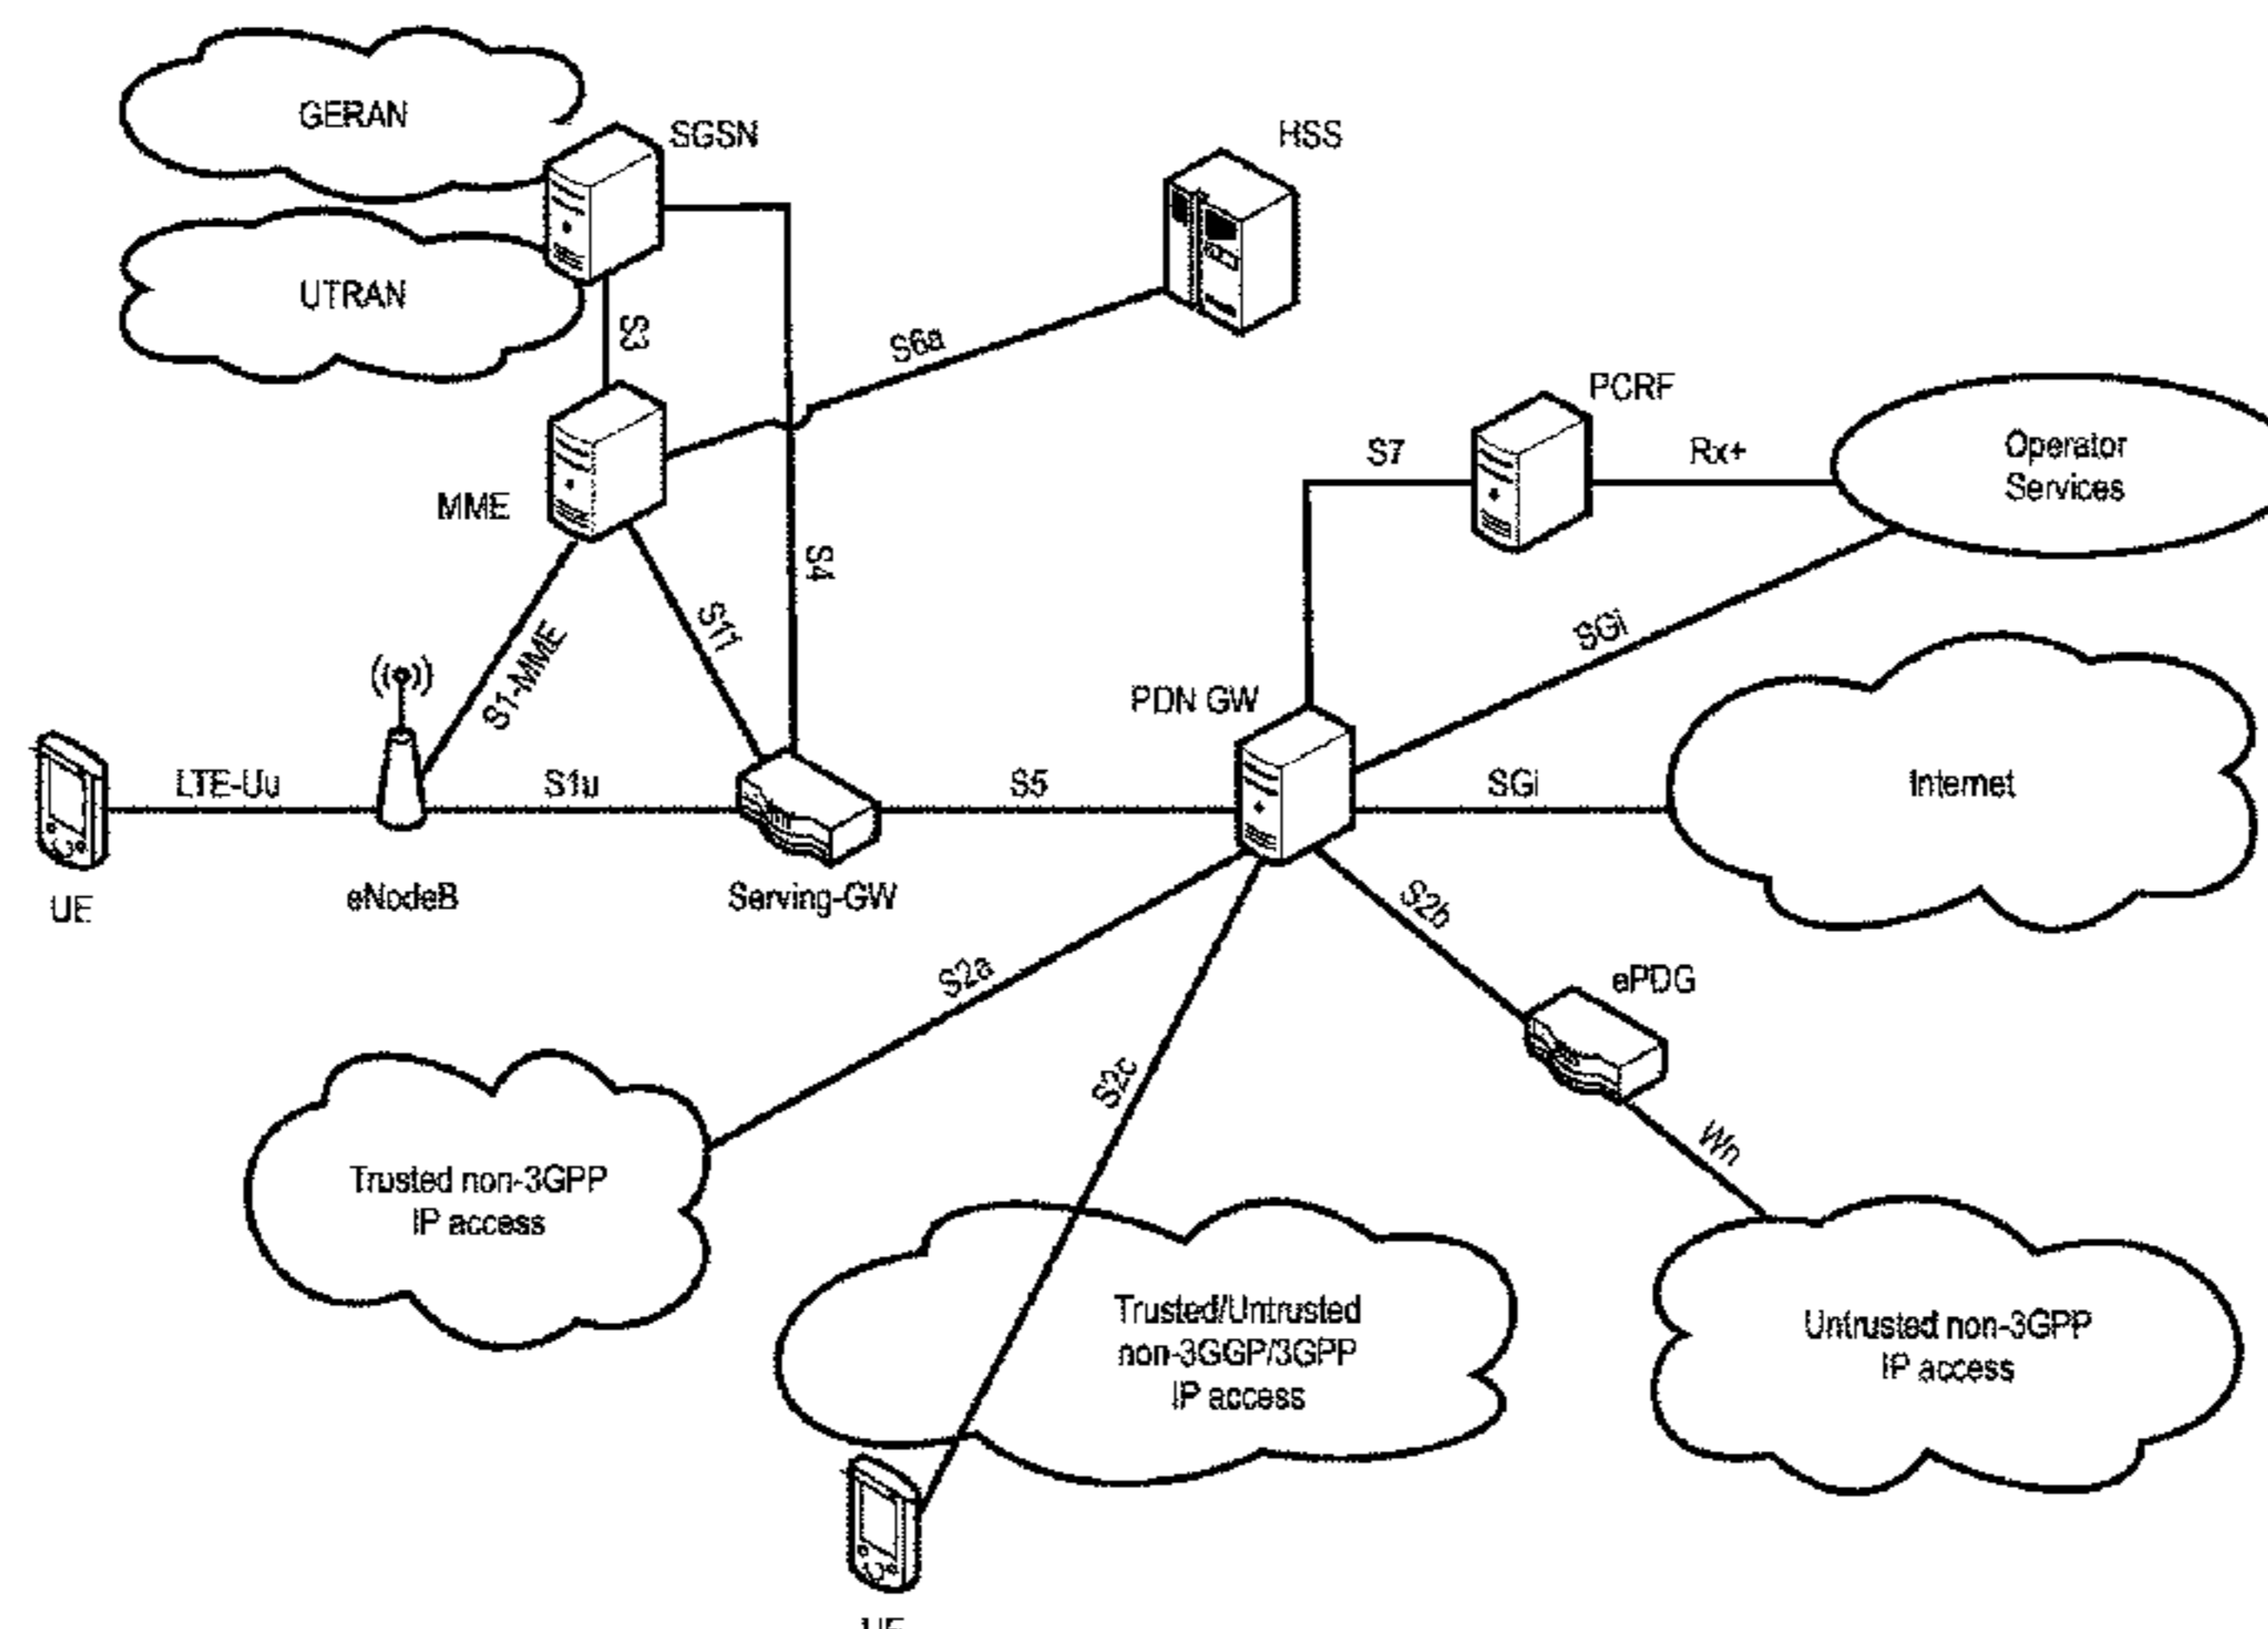 GERAN
SGSN
HSS
UTRAN
S3
S6a
PCRF
S7
Rx+
Operator
Services
MME
S4
S11
S1-MME
SGi
PDN GW
LTE-Uu
S1u
S5
SGi
Internet
UE
eNodeB
Serving-GW
S2b
S2a
ePDG
S2c
Wn
Trusted non-3GPP
IP access
Trusted/Untrusted
non-3GGP/3GPP
IP access
Untrusted non-3GPP
IP access
UE